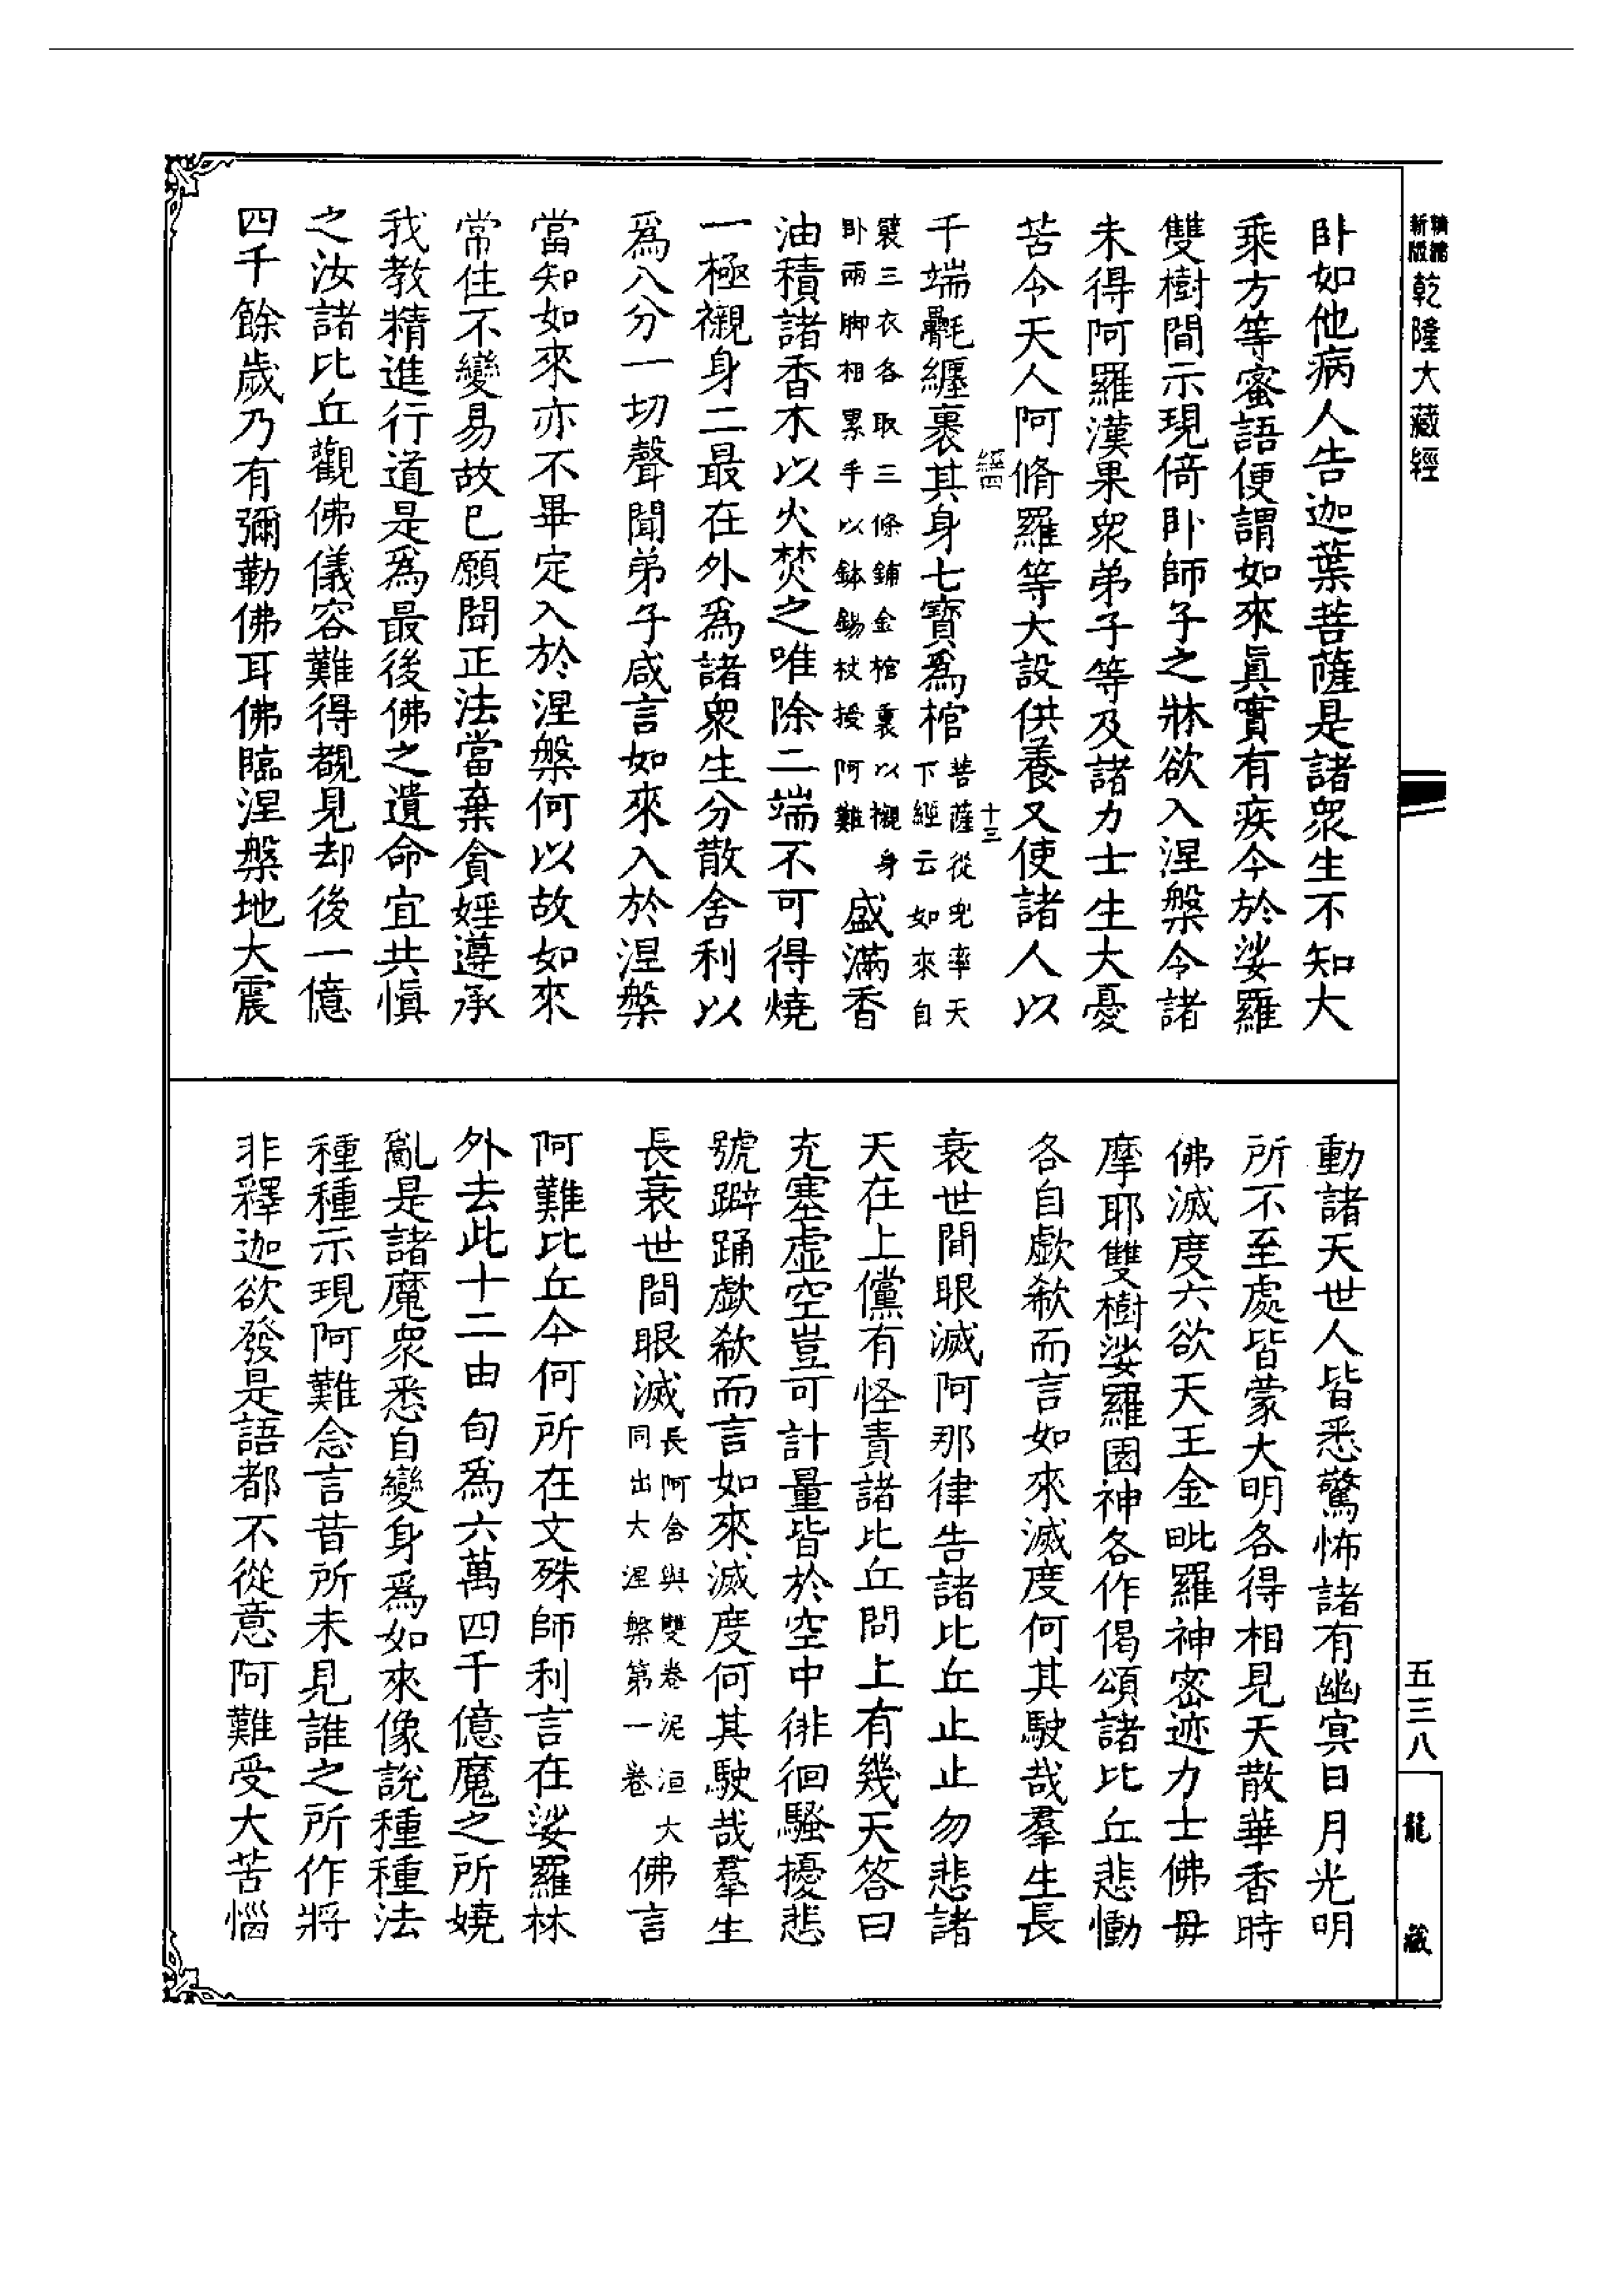 精編新版
乾隆大藏經
臥如他病人告迦葉菩薩是諸衆生不知大
乘方等蜜語便謂如來眞實有疾今於娑羅
雙樹間示現倚臥師子之牀欲入涅槃令諸
未得阿羅漢果衆弟子等及諸力士生大憂
苦令天人阿脩羅等大設供養又使諸人以
經四
十三
千端㲲纏裹其身七寶爲棺菩薩從兜率天
下經云如來自
襞三衣各取三條鋪金棺裏以襯身
臥兩脚相累手以鉢錫杖授阿難盛滿香
油積諸香木以火焚之唯除二端不可得燒
一極襯身二最在外爲諸衆生分散舍利以
爲八分一切聲聞弟子咸言如來入於涅槃
當知如來亦不畢定入於涅槃何以故如來
常住不變易故已願聞正法當棄貪婬遵承
我教精進行道是爲最後佛之遺命宜共愼
之汝諸比丘觀佛儀容難得覩見却後一億
四千餘歲乃有彌勒佛耳佛臨涅槃地大震
動諸天世人皆悉驚怖諸有幽冥日月光明
所不至處皆蒙大明各得相見天散華香時
佛滅度六欲天王金毗羅神密迹力士佛母
摩耶雙樹娑羅園神各作偈頌諸比丘悲慟
各自歔欷而言如來滅度何其駛哉羣生長
衰世間眼滅阿那律告諸比丘止止勿悲諸
天在上儻有怪責諸比丘問上有幾天答曰
充塞虛空豈可計量皆於空中徘徊騷擾悲
號躃踊歔欷而言如來滅度何其駛哉羣生
長衰世間眼滅長阿含與雙卷泥洹大
同出大涅槃第一卷佛言
阿難比丘今何所在文殊師利言在娑羅林
外去此十二由旬爲六萬四千億魔之所嬈
亂是諸魔衆悉自變身爲如來像說種種法
種種示現阿難念言昔所未見誰之所作將
非釋迦欲發是語都不從意阿難受大苦惱
五三八
龍藏